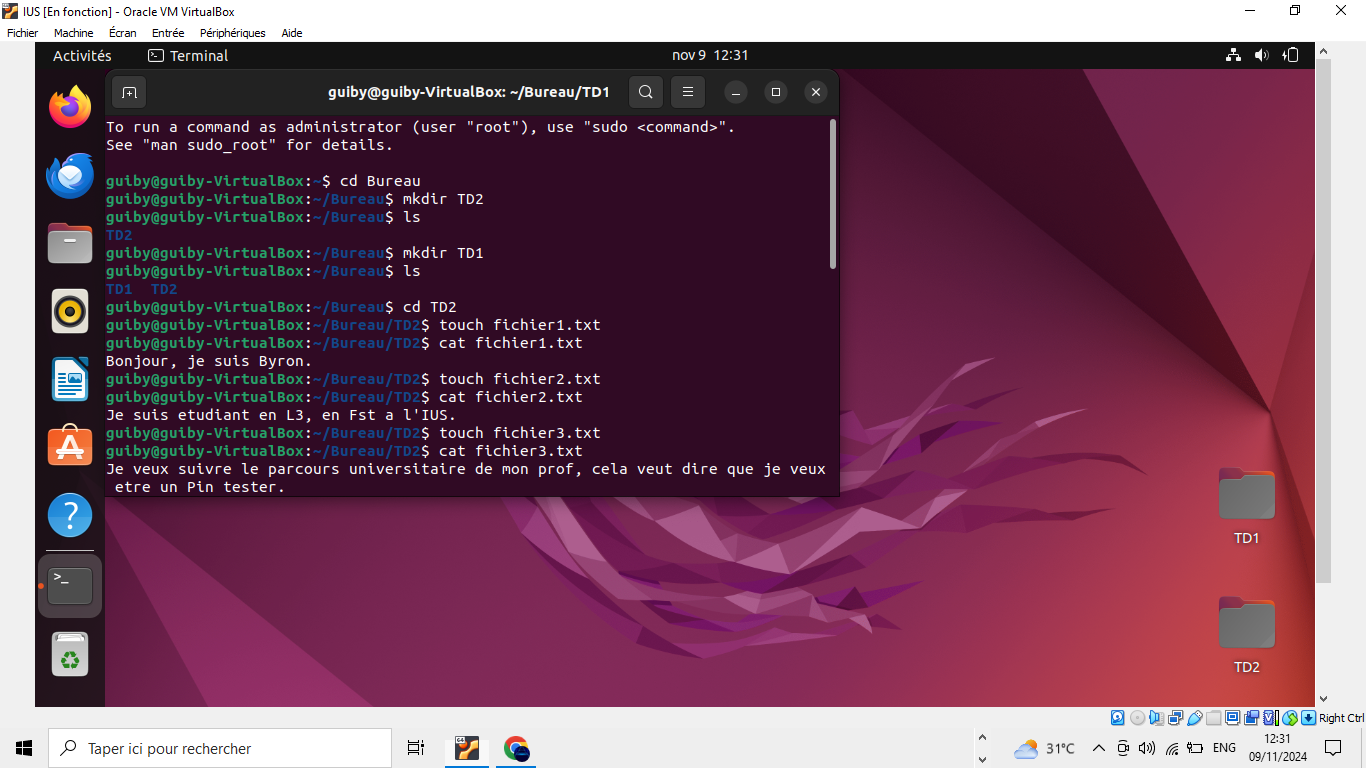 IUS [En fonction] - Oracle VM VirtualBox
Fichier Machine Écran Entrée Périphériques Aide
Activités Terminal nov 9 12:31
guiby@guiby-VirtualBox: ~/Bureau/TD1
To run a command as administrator (user "root"), use "sudo <command>".
See "man sudo_root" for details.
guiby@guiby-VirtualBox:~$ cd Bureau
guiby@guiby-VirtualBox:~/Bureau$ mkdir TD2
guiby@guiby-VirtualBox:~/Bureau$ ls
TD2
guiby@guiby-VirtualBox:~/Bureau$ mkdir TD1
guiby@guiby-VirtualBox:~/Bureau$ ls
TD1  TD2
guiby@guiby-VirtualBox:~/Bureau$ cd TD2
guiby@guiby-VirtualBox:~/Bureau/TD2$ touch fichier1.txt
guiby@guiby-VirtualBox:~/Bureau/TD2$ cat fichier1.txt
Bonjour, je suis Byron.
guiby@guiby-VirtualBox:~/Bureau/TD2$ touch fichier2.txt
guiby@guiby-VirtualBox:~/Bureau/TD2$ cat fichier2.txt
Je suis etudiant en L3, en Fst a l'IUS.
guiby@guiby-VirtualBox:~/Bureau/TD2$ touch fichier3.txt
guiby@guiby-VirtualBox:~/Bureau/TD2$ cat fichier3.txt
Je veux suivre le parcours universitaire de mon prof, cela veut dire que je veux
 etre un Pin tester.
TD1
TD2
Right Ctrl
Taper ici pour rechercher
31°C
ENG
12:31
09/11/2024